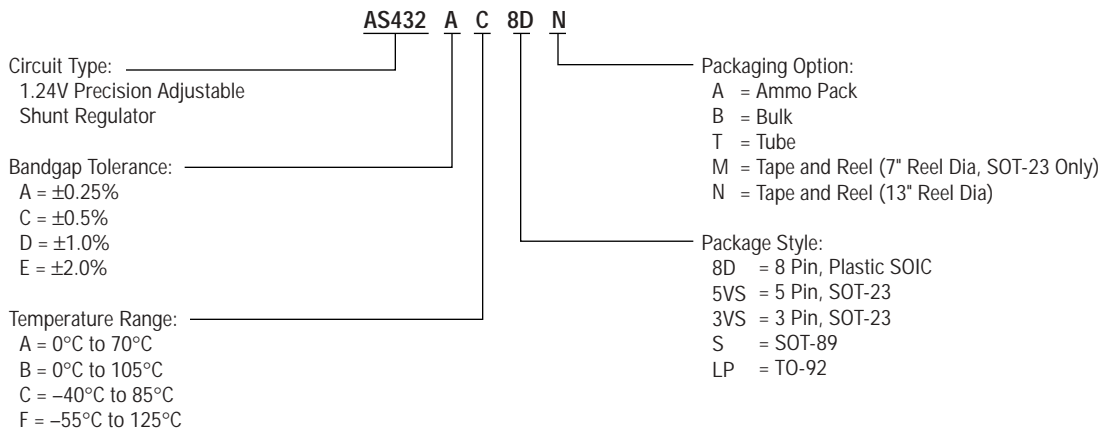 AS432 A C 8D N
Circuit Type:
1.24V Precision Adjustable
Shunt Regulator
Bandgap Tolerance:
A = ±0.25%
C = ±0.5%
D = ±1.0%
E = ±2.0%
Temperature Range:
A = 0°C to 70°C
B = 0°C to 105°C
C = –40°C to 85°C
F = –55°C to 125°C
Packaging Option:
A = Ammo Pack
B = Bulk
T = Tube
M = Tape and Reel (7" Reel Dia, SOT-23 Only)
N = Tape and Reel (13" Reel Dia)
Package Style:
8D = 8 Pin, Plastic SOIC
5VS = 5 Pin, SOT-23
3VS = 3 Pin, SOT-23
S = SOT-89
LP = TO-92